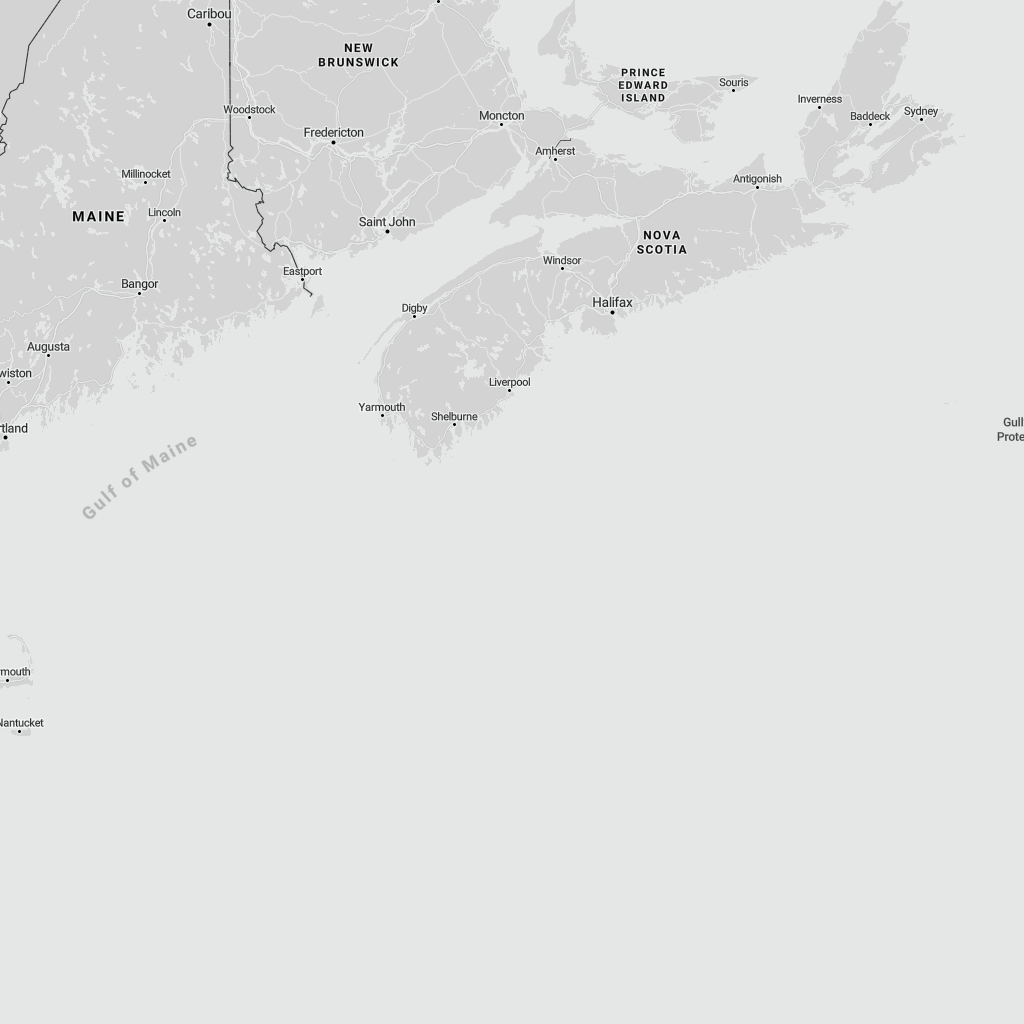 Caribou
NEW
BRUNSWICK
PRINCE
EDWARD
ISLAND
Souris
Inverness
Baddeck
Sydney
Woodstock
Moncton
Fredericton
Amherst
Millinocket
Antigonish
MAINE
Lincoln
Saint John
NOVA
SCOTIA
Windsor
Eastport
Bangor
Halifax
Digby
Augusta
wiston
Liverpool
Yarmouth
Shelburne
rtland
Gull
Prote
Gulf of Maine
mouth
Nantucket